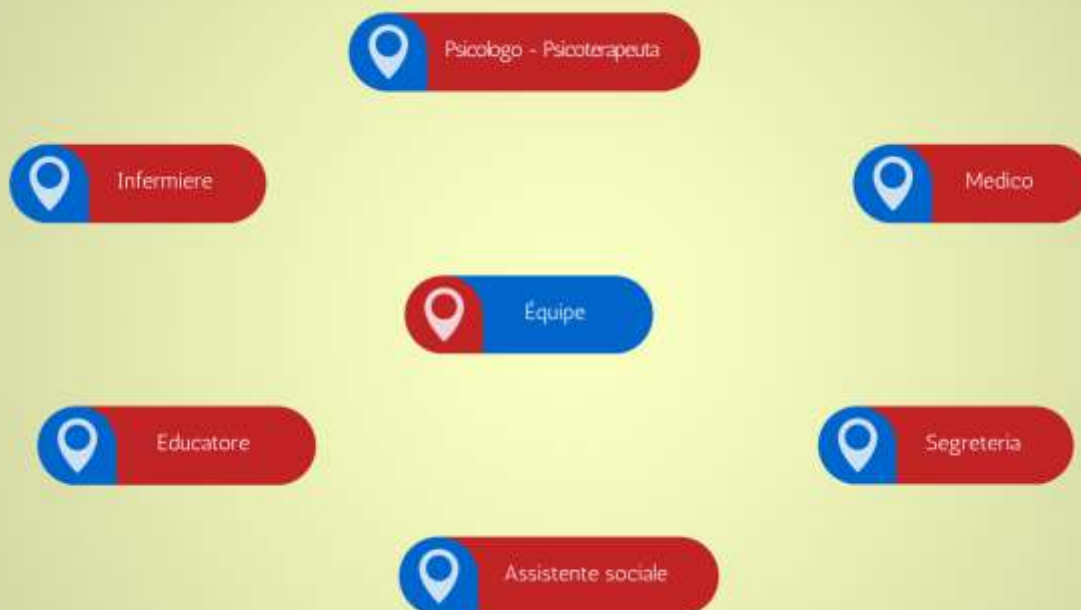 Psicologo - Psicoterapeuta
Infermiere
Medico
Équipe
Educatore
Segreteria
Assistente sociale